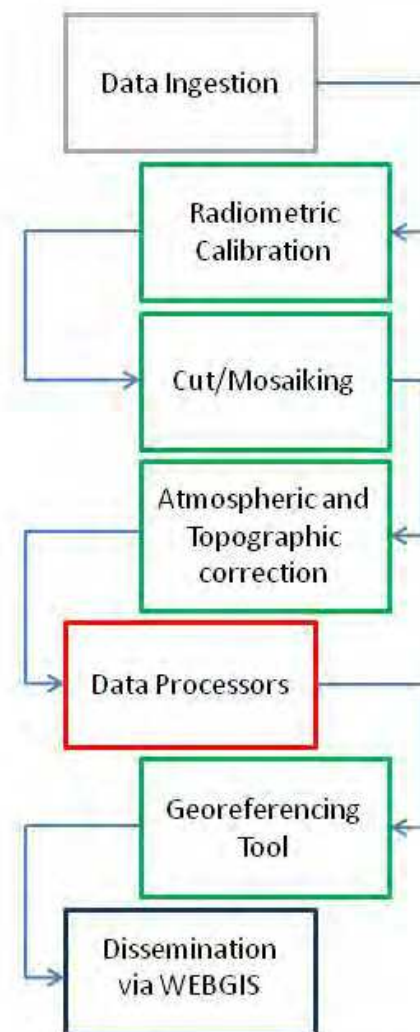 Data Ingestion
Radiometric
Calibration
Cut/Mosaiking
Atmospheric and
Topographic
correction
Data Processors
Georeferencing
Tool
Dissemination
via WEBGIS